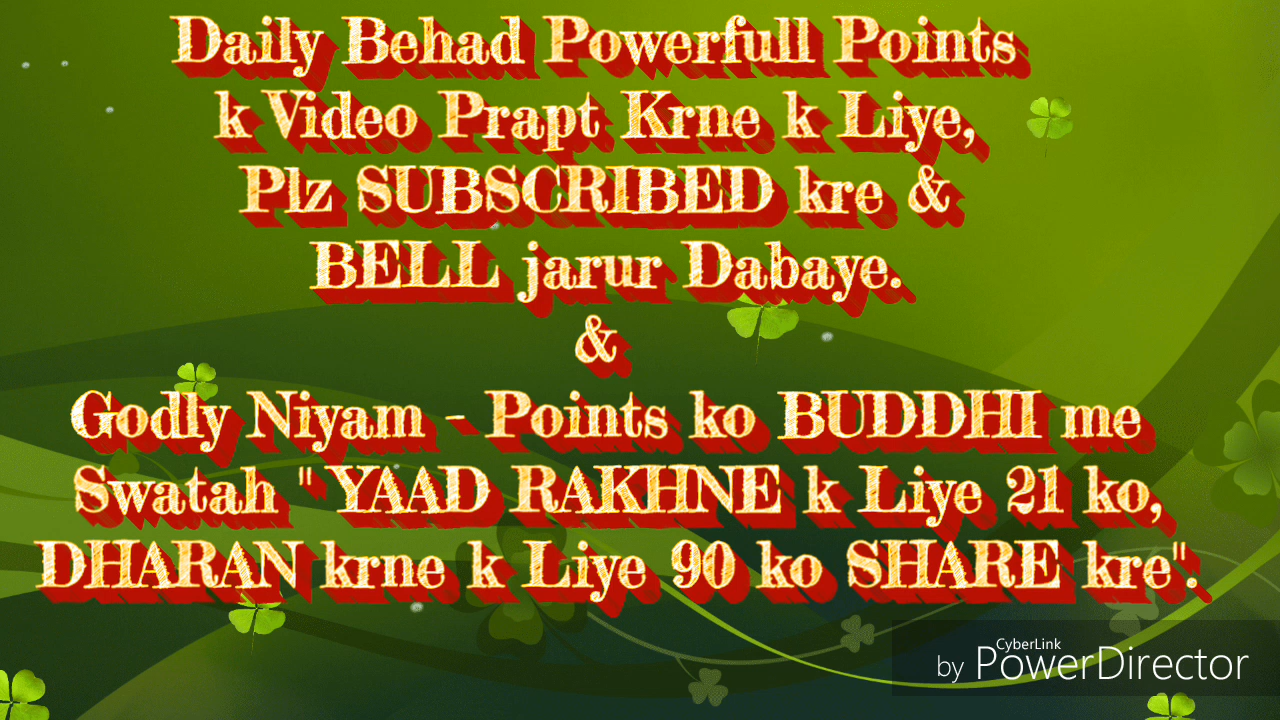 Daily Behad Powerfull Points
k Video Prapt Krne k Liye,
Plz SUBSCRIBED kre &
BELL jarur Dabaye.
&
Godly Niyam - Points ko BUDDHI me
Swatah " YAAD RAKHNE k Liye 21 ko,
DHARAN krne k Liye 90 ko SHARE kre".
CyberLink
by PowerDirector